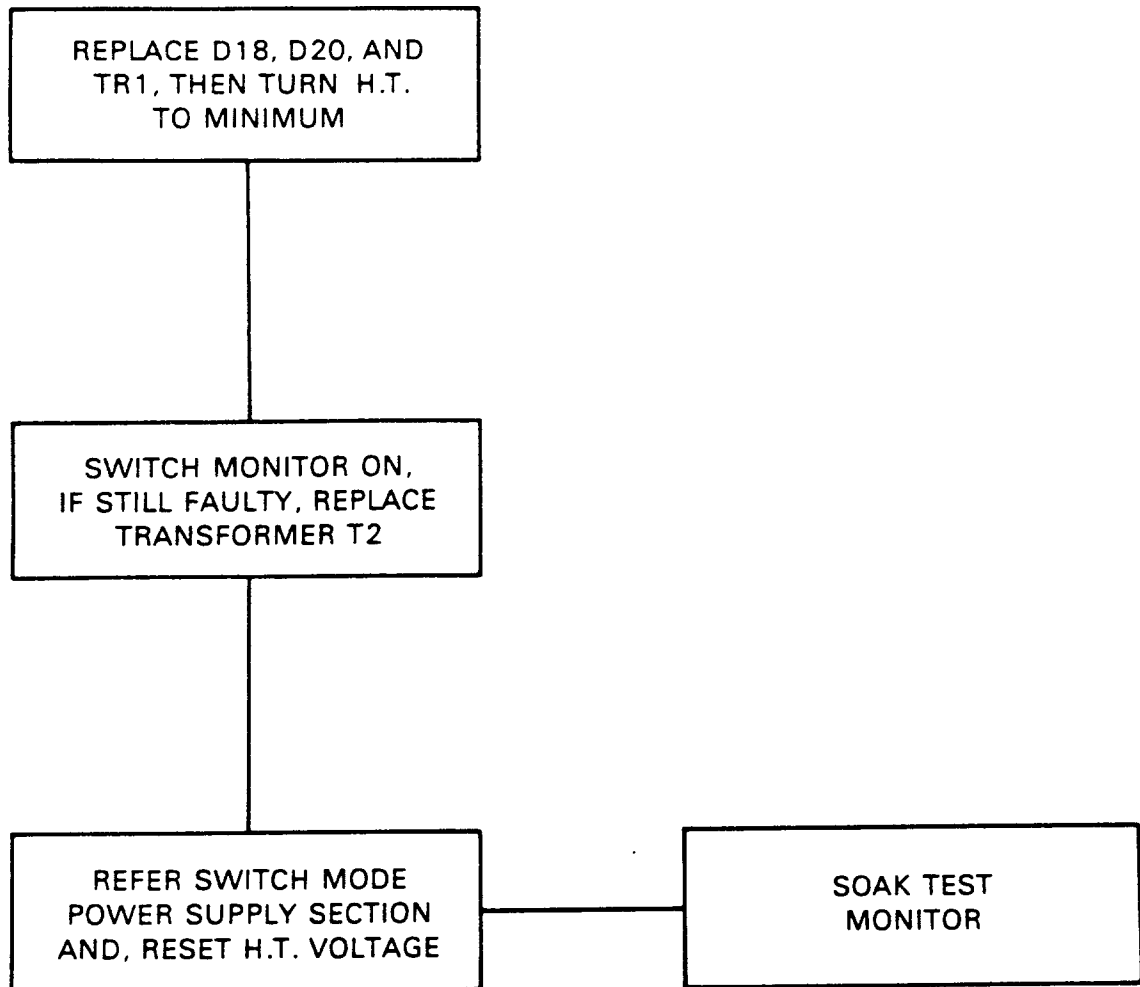 REPLACE D18, D20, AND
TR1, THEN TURN H.T.
TO MINIMUM
SWITCH MONITOR ON,
IF STILL FAULTY, REPLACE
TRANSFORMER T2
REFER SWITCH MODE
POWER SUPPLY SECTION
AND, RESET H.T. VOLTAGE
SOAK TEST
MONITOR